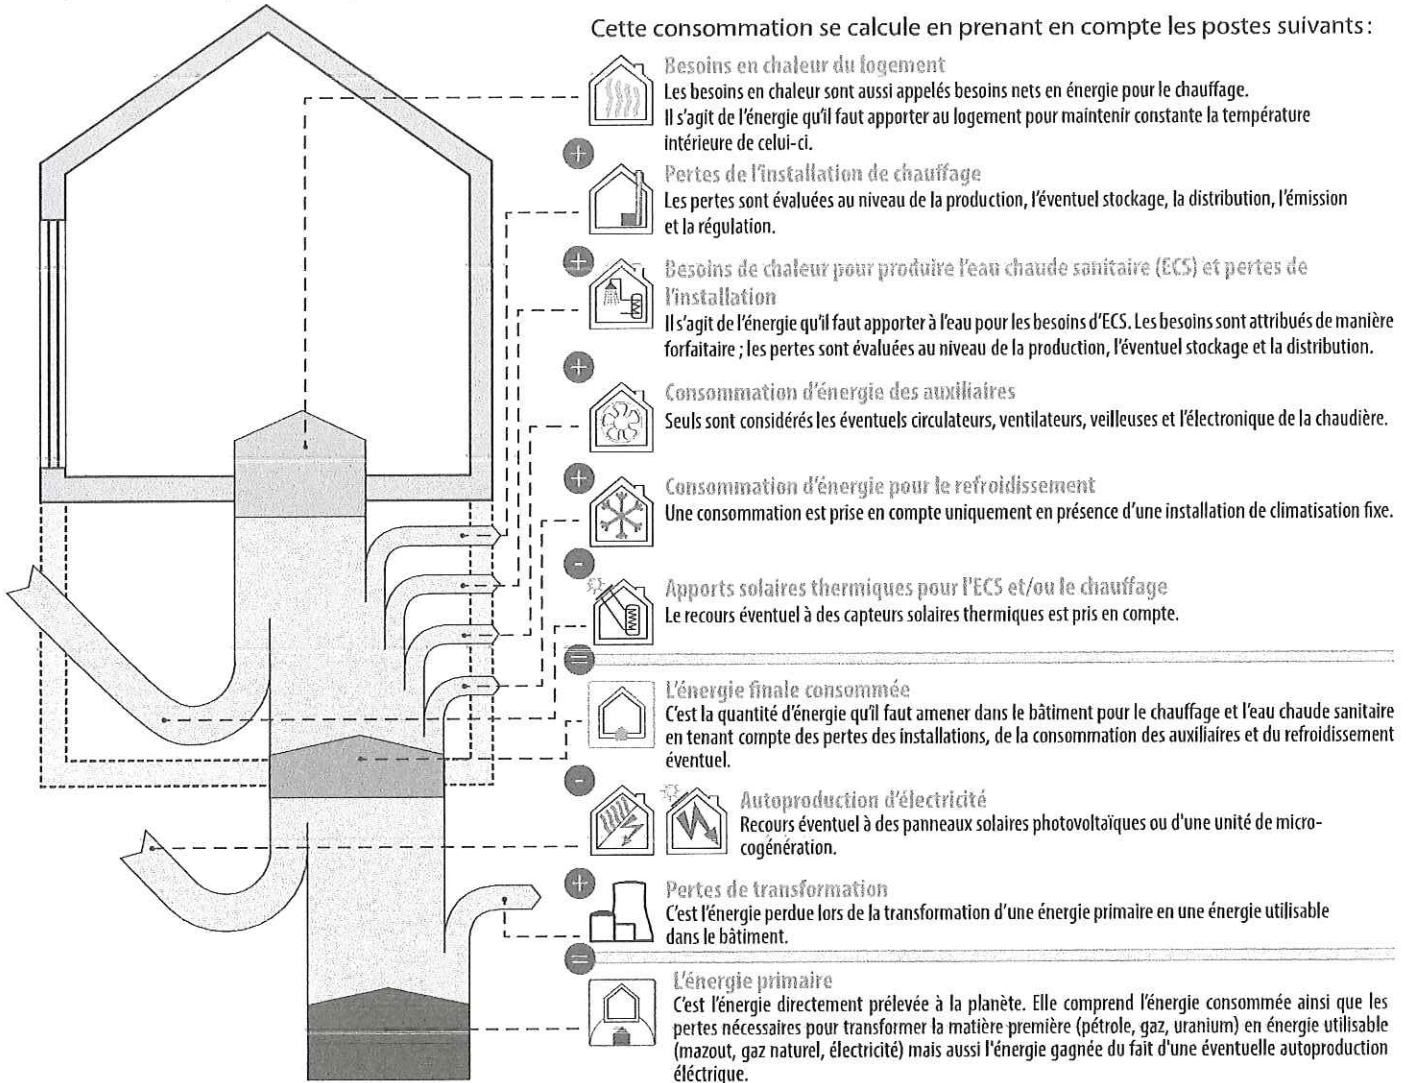 Cette consommation se calcule en prenant en compte les postes suivants :
Besoins en chaleur du logement
Les besoins en chaleur sont aussi appelés besoins nets en énergie pour le chauffage.
Il s'agit de l'énergie qu'il faut apporter au logement pour maintenir constante la température
intérieure de celui-ci.
+
Pertes de l'installation de chauffage
Les pertes sont évaluées au niveau de la production, l'éventuel stockage, la distribution, l'émission
et la régulation.
+
Besoins de chaleur pour produire l'eau chaude sanitaire (ECS) et pertes de
l'installation
Il s'agit de l'énergie qu'il faut apporter à l'eau pour les besoins d'ECS. Les besoins sont attribués de manière
forfaitaire ; les pertes sont évaluées au niveau de la production, l'éventuel stockage et la distribution.
+
Consommation d'énergie des auxiliaires
Seuls sont considérés les éventuels circulateurs, ventilateurs, veilleuses et l'électronique de la chaudière.
+
Consommation d'énergie pour le refroidissement
Une consommation est prise en compte uniquement en présence d'une installation de climatisation fixe.
-
Apports solaires thermiques pour l'ECS et/ou le chauffage
Le recours éventuel à des capteurs solaires thermiques est pris en compte.
=
L'énergie finale consommée
C'est la quantité d'énergie qu'il faut amener dans le bâtiment pour le chauffage et l'eau chaude sanitaire
en tenant compte des pertes des installations, de la consommation des auxiliaires et du refroidissement
éventuel.
-
Autoproduction d'électricité
Recours éventuel à des panneaux solaires photovoltaïques ou d'une unité de micro-
cogénération.
+
Pertes de transformation
C'est l'énergie perdue lors de la transformation d'une énergie primaire en une énergie utilisable
dans le bâtiment.
=
L'énergie primaire
C'est l'énergie directement prélevée à la planète. Elle comprend l'énergie consommée ainsi que les
pertes nécessaires pour transformer la matière première (pétrole, gaz, uranium) en énergie utilisable
(mazout, gaz naturel, électricité) mais aussi l'énergie gagnée du fait d'une éventuelle autoproduction
éléctrique.